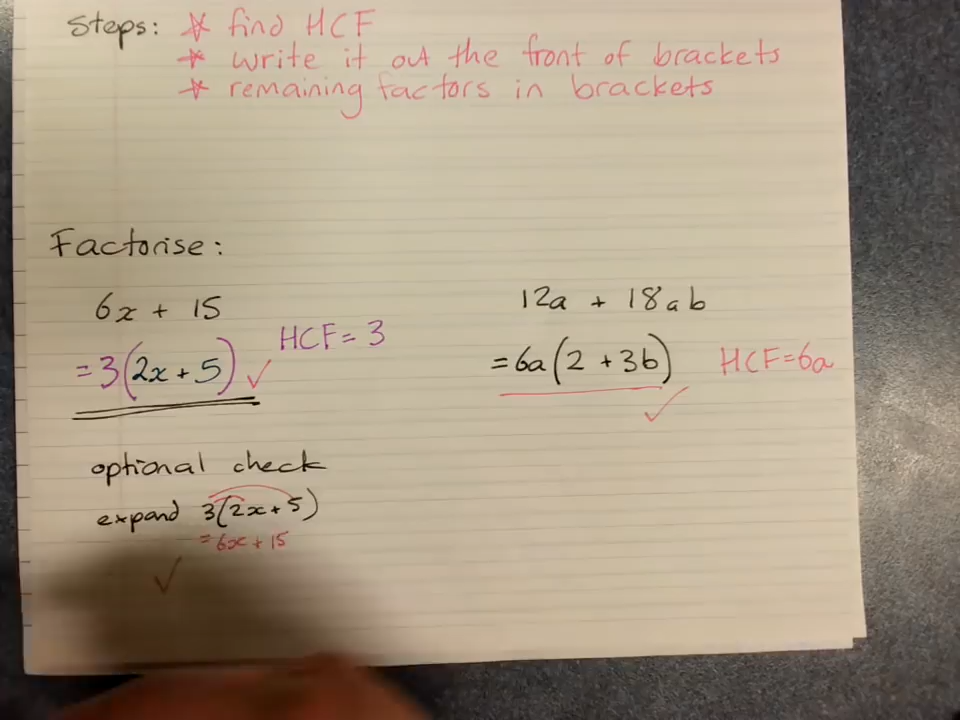 Steps: * find HCF
* write it out the front of brackets
* remaining factors in brackets
Factorise:
6x + 15
= 3(2x + 5) ✓ HCF = 3
optional check
expand 3(2x + 5)
= 6x + 15
✓
12a + 18ab
= 6a(2 + 3b) HCF = 6a
✓